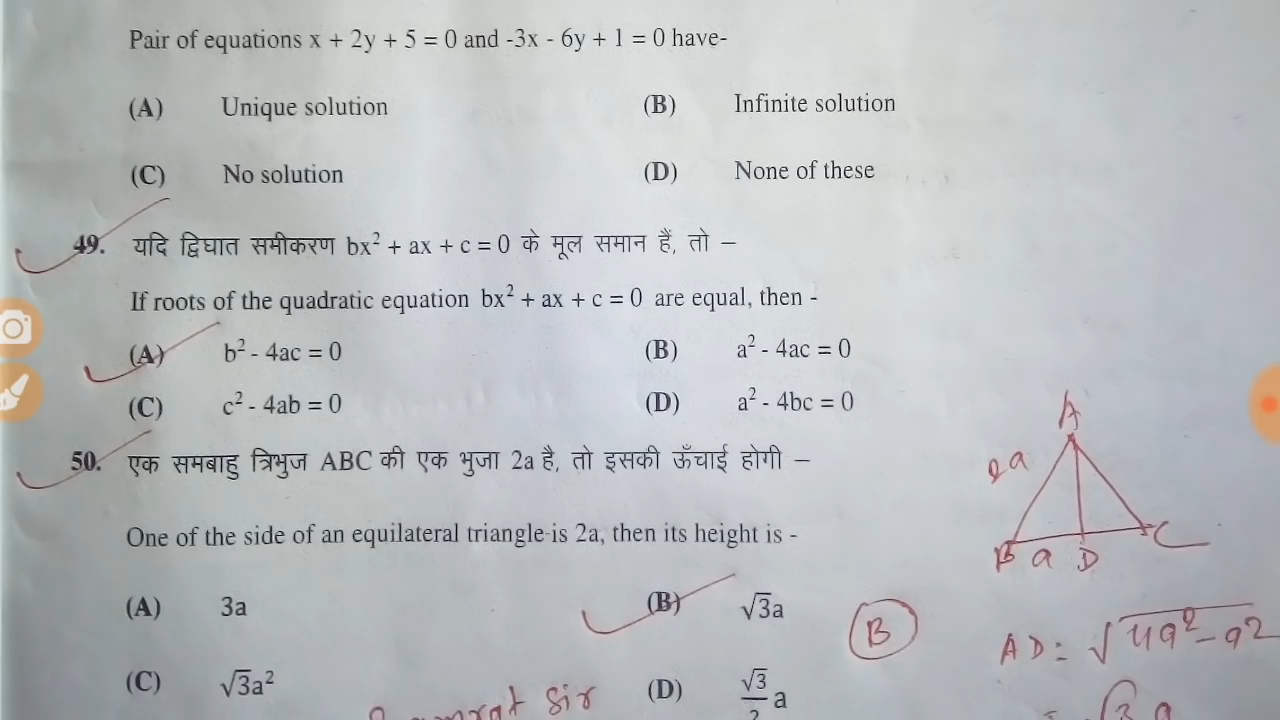 Pair of equations x + 2y + 5 = 0 and -3x - 6y + 1 = 0 have-
(A) Unique solution (B) Infinite solution
(C) No solution (D) None of these
49. यदि द्विघात समीकरण bx² + ax + c = 0 के मूल समान हैं, तो –
If roots of the quadratic equation bx² + ax + c = 0 are equal, then -
(A) b² - 4ac = 0 (B) a² - 4ac = 0
(C) c² - 4ab = 0 (D) a² - 4bc = 0
50. एक समबाहु त्रिभुज ABC की एक भुजा 2a है, तो इसकी ऊँचाई होगी –
One of the side of an equilateral triangle is 2a, then its height is -
(A) 3a (B) √3a
(C) √3a² (D) √3/2 a
A
2a
B a D C
B
AD = √4a²-a²
= √3 a
Sir